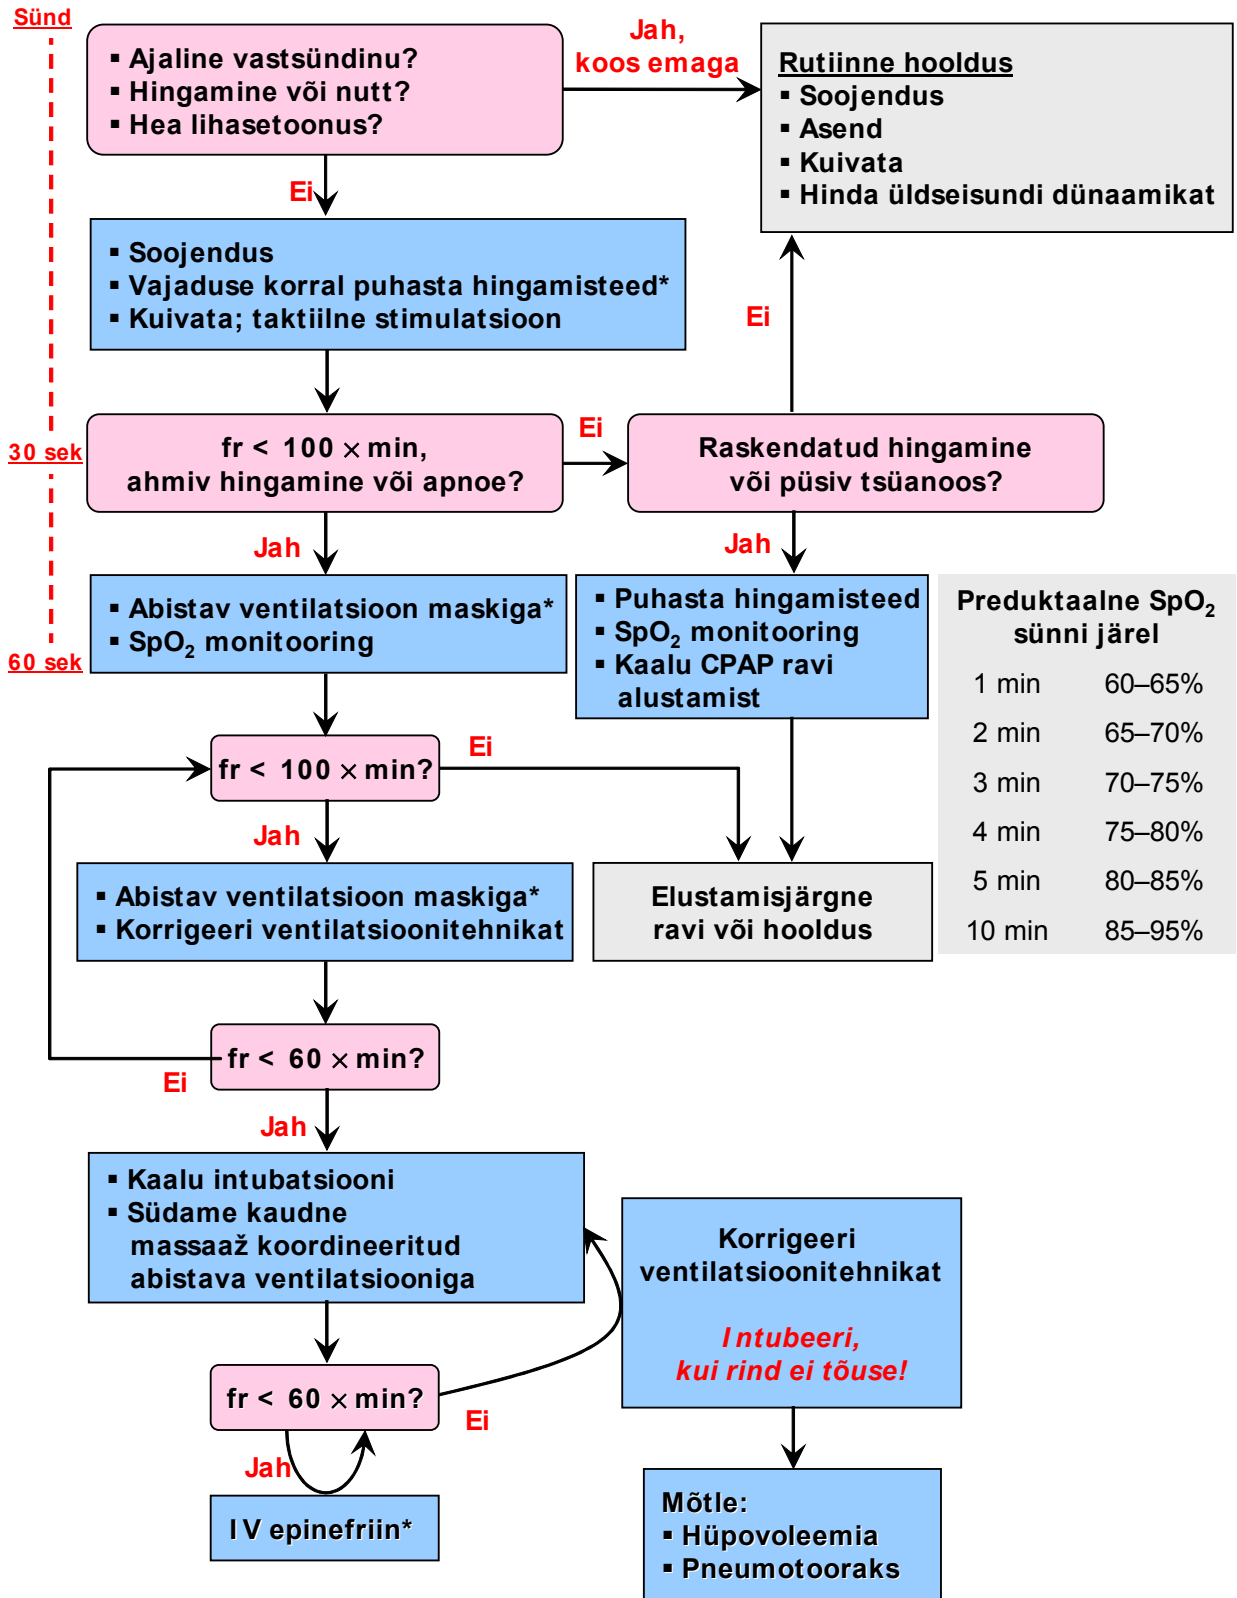 Sünd
▪ Ajaline vastsündinu?
▪ Hingamine või nutt?
▪ Hea lihasetoonus?
Jah,
koos emaga
Rutiinne hooldus
▪ Soojendus
▪ Asend
▪ Kuivata
▪ Hinda üldseisundi dünaamikat
Ei
▪ Soojendus
▪ Vajaduse korral puhasta hingamisteed*
▪ Kuivata; taktiilne stimulatsioon
Ei
30 sek
fr < 100 × min,
ahmiv hingamine või apnoe?
Ei
Raskendatud hingamine
või püsiv tsüanoos?
Jah
Jah
▪ Abistav ventilatsioon maskiga*
▪ SpO₂ monitooring
60 sek
▪ Puhasta hingamisteed
▪ SpO₂ monitooring
▪ Kaalu CPAP ravi
alustamist
Preduktaalne SpO₂
sünni järel
1 min 60–65%
2 min 65–70%
3 min 70–75%
4 min 75–80%
5 min 80–85%
10 min 85–95%
fr < 100 × min?
Ei
Jah
▪ Abistav ventilatsioon maskiga*
▪ Korrigeeri ventilatsioonitehnikat
Elustamisjärgne
ravi või hooldus
fr < 60 × min?
Ei
Jah
▪ Kaalu intubatsiooni
▪ Südame kaudne
massaaž koordineeritud
abistava ventilatsiooniga
Korrigeeri
ventilatsioonitehnikat
Intubeeri,
kui rind ei tõuse!
fr < 60 × min?
Ei
Jah
IV epinefriin*
Mõtle:
▪ Hüpovoleemia
▪ Pneumotooraks